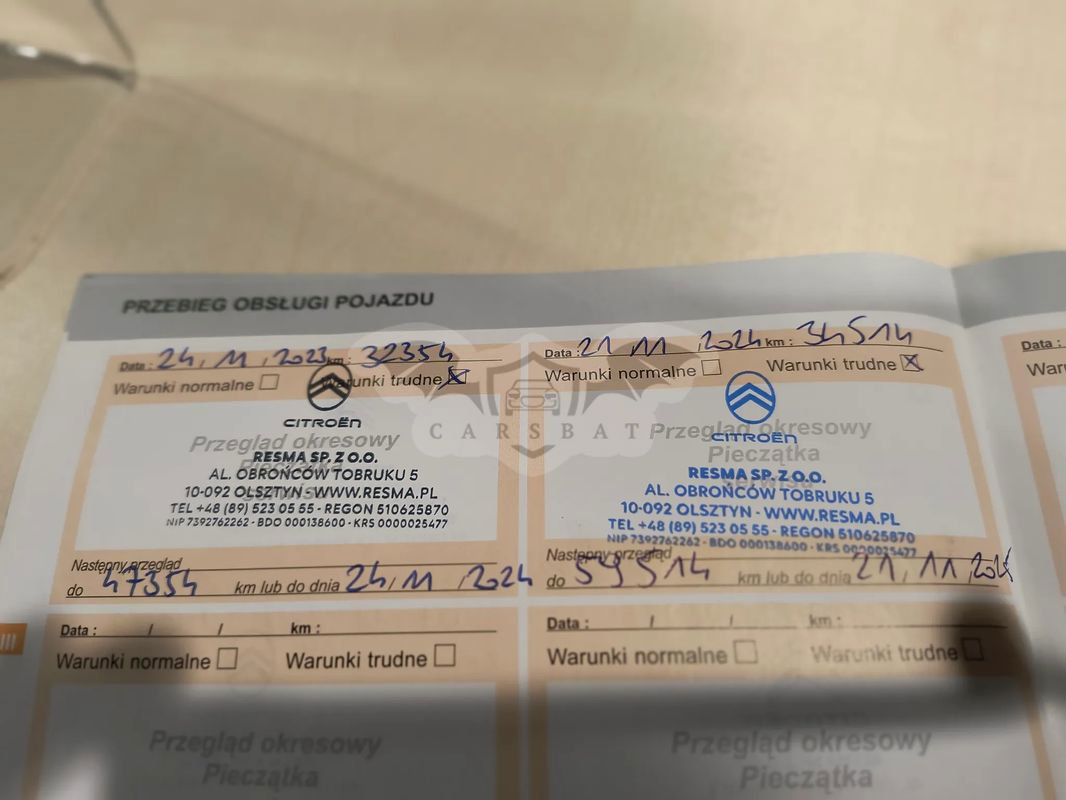 PRZEBIEG OBSŁUGI POJAZDU
Data : 24 / 11 / 2023 km : 32354
Warunki normalne Warunki trudne
CITROËN
Przegląd okresowy
Pieczątka
serwisu
RESMA SP. Z O.O.
AL. OBROŃCÓW TOBRUKU 5
10-092 OLSZTYN - WWW.RESMA.PL
TEL +48 (89) 523 05 55 - REGON 510625870
NIP 7392762262 - BDO 000138600 - KRS 0000025477
Następny przegląd
do 47354 km lub do dnia 24 / 11 / 2024
Data : 21 11 / 2024 km : 34514
Warunki normalne Warunki trudne
CITROËN
Przegląd okresowy
Pieczątka
serwisu
RESMA SP. Z O.O.
AL. OBROŃCÓW TOBRUKU 5
10-092 OLSZTYN - WWW.RESMA.PL
TEL +48 (89) 523 05 55 - REGON 510625870
NIP 7392762262 - BDO 000138600 - KRS 0000025477
Następny przegląd
do km lub do dnia 21 / 11 /
CARSBAT
Data : / / km :
Warunki normalne Warunki trudne
Przegląd okresowy
Pieczątka
Data : / / km :
Warunki normalne Warunki trudne
Przegląd okresowy
Pieczątka
Data :